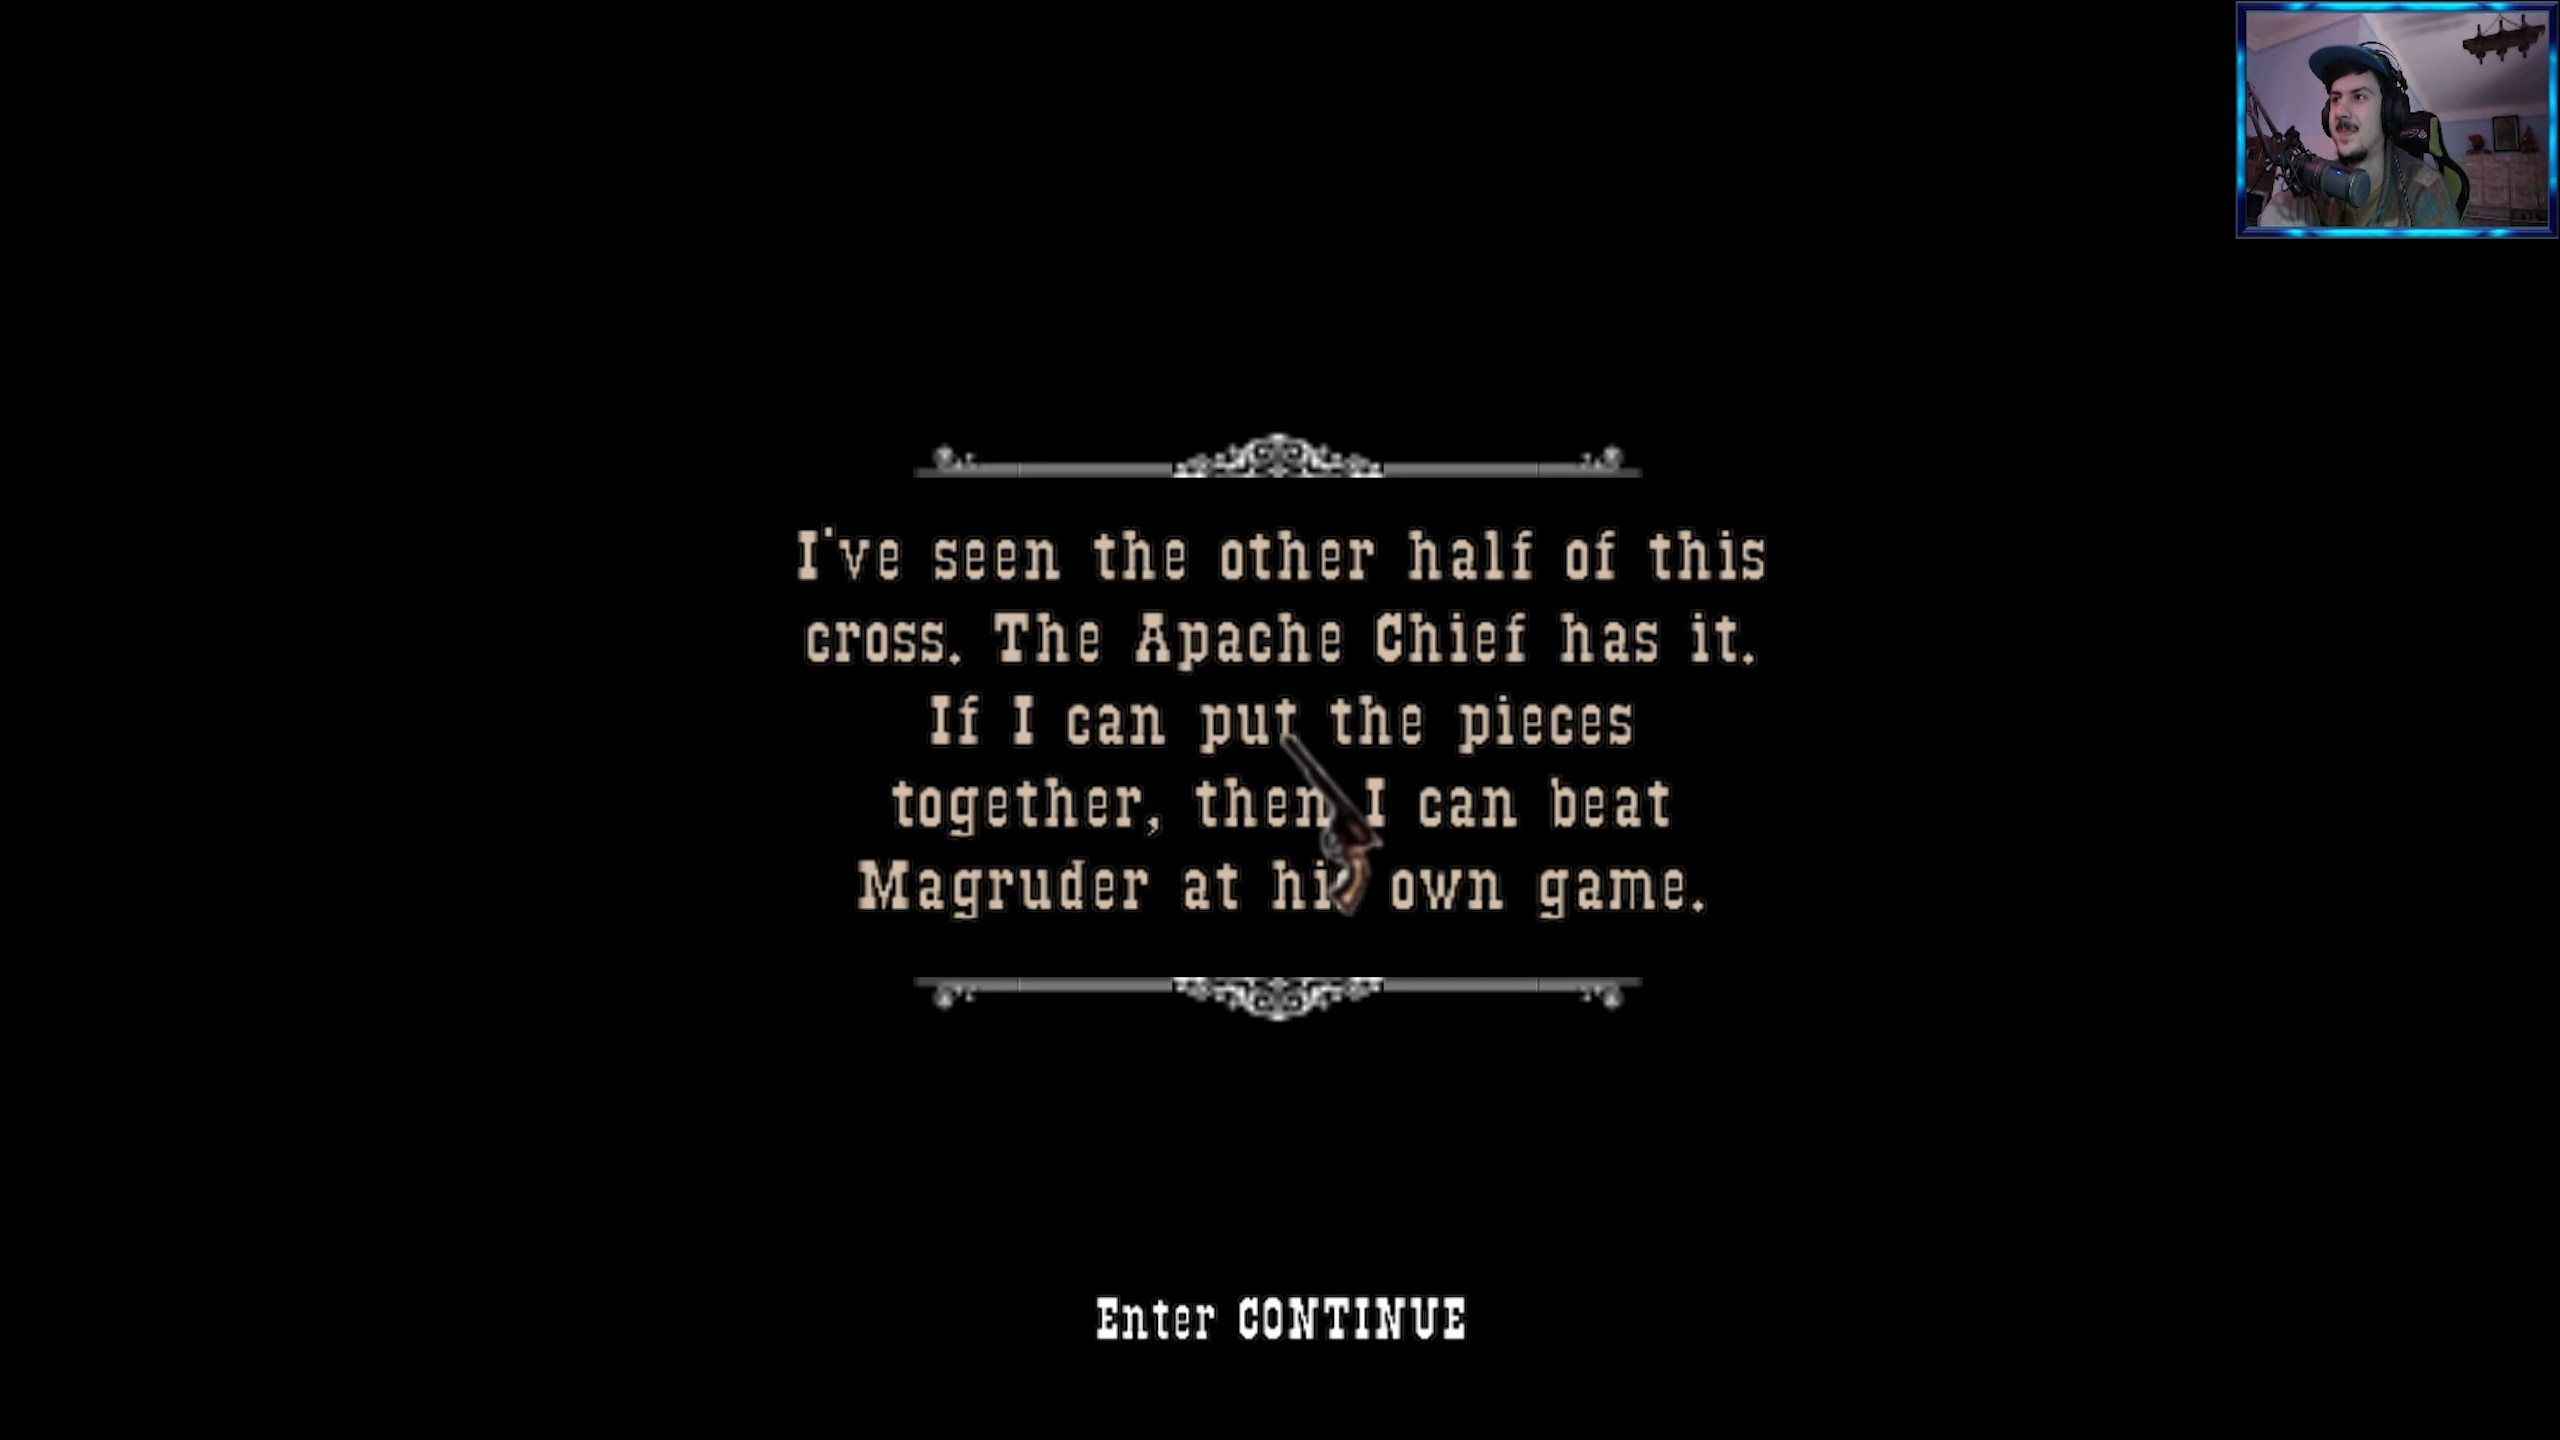 I've seen the other half of this
cross. The Apache Chief has it.
If I can put the pieces
together, then I can beat
Magruder at his own game.
Enter CONTINUE